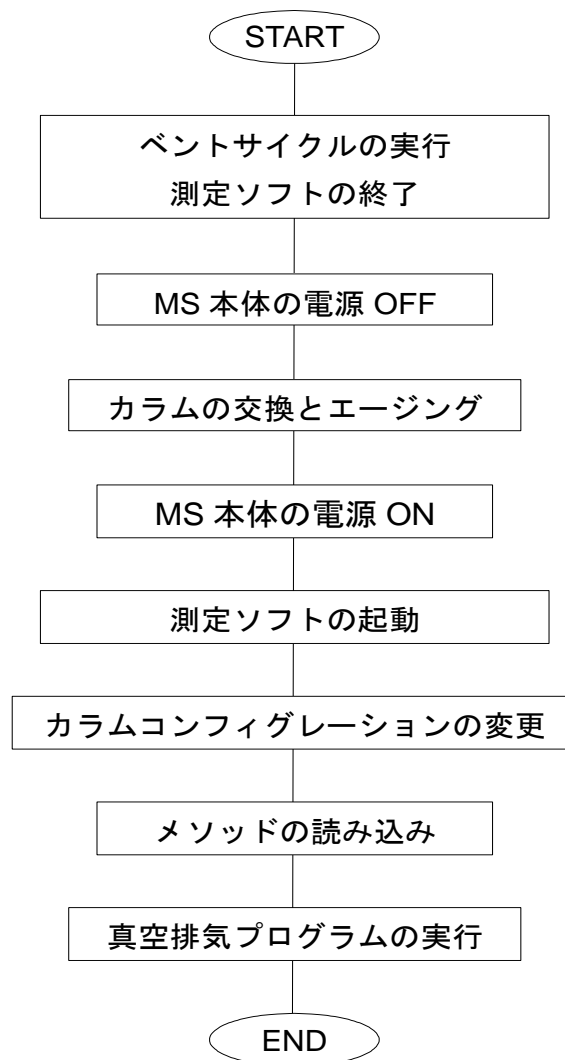 START
ベントサイクルの実行
測定ソフトの終了
MS 本体の電源 OFF
カラムの交換とエージング
MS 本体の電源 ON
測定ソフトの起動
カラムコンフィグレーションの変更
メソッドの読み込み
真空排気プログラムの実行
END